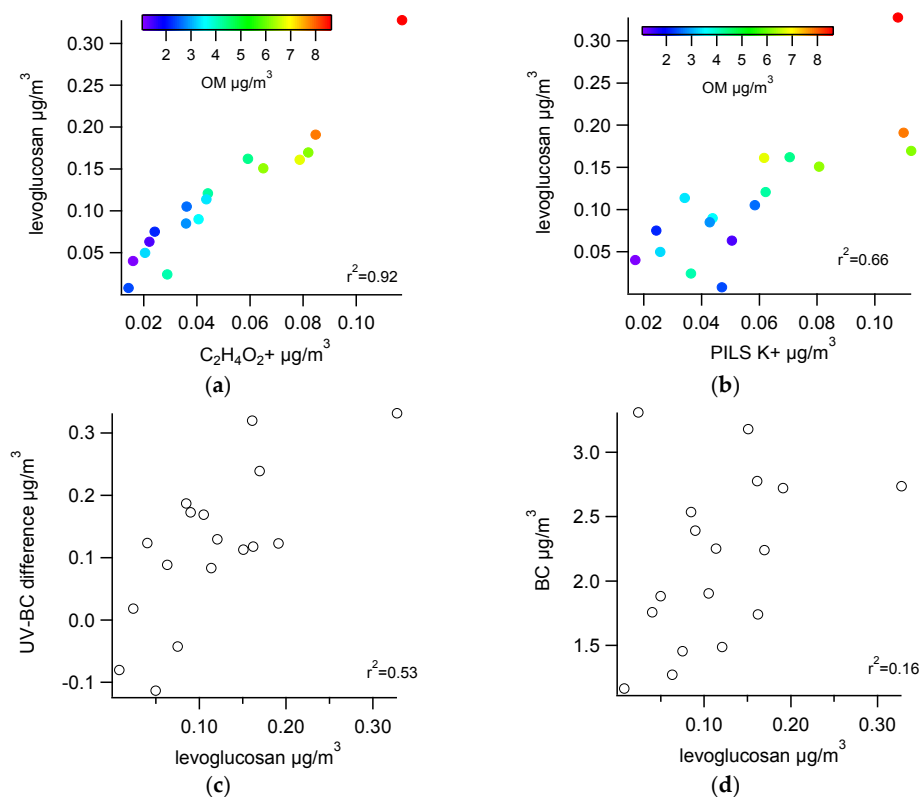 2 3 4 5 6 7 8
OM µg/m³
0.30
0.25
0.20
0.15
0.10
0.05
levoglucosan µg/m³
r²=0.92
0.02 0.04 0.06 0.08 0.10
C₂H₄O₂+ µg/m³
(a)
2 3 4 5 6 7 8
OM µg/m³
0.30
0.25
0.20
0.15
0.10
0.05
levoglucosan µg/m³
r²=0.66
0.02 0.04 0.06 0.08 0.10
PILS K+ µg/m³
(b)
0.3
0.2
0.1
0.0
-0.1
UV-BC difference µg/m³
r²=0.53
0.10 0.20 0.30
levoglucosan µg/m³
(c)
3.0
2.5
2.0
1.5
BC µg/m³
r²=0.16
0.10 0.20 0.30
levoglucosan µg/m³
(d)